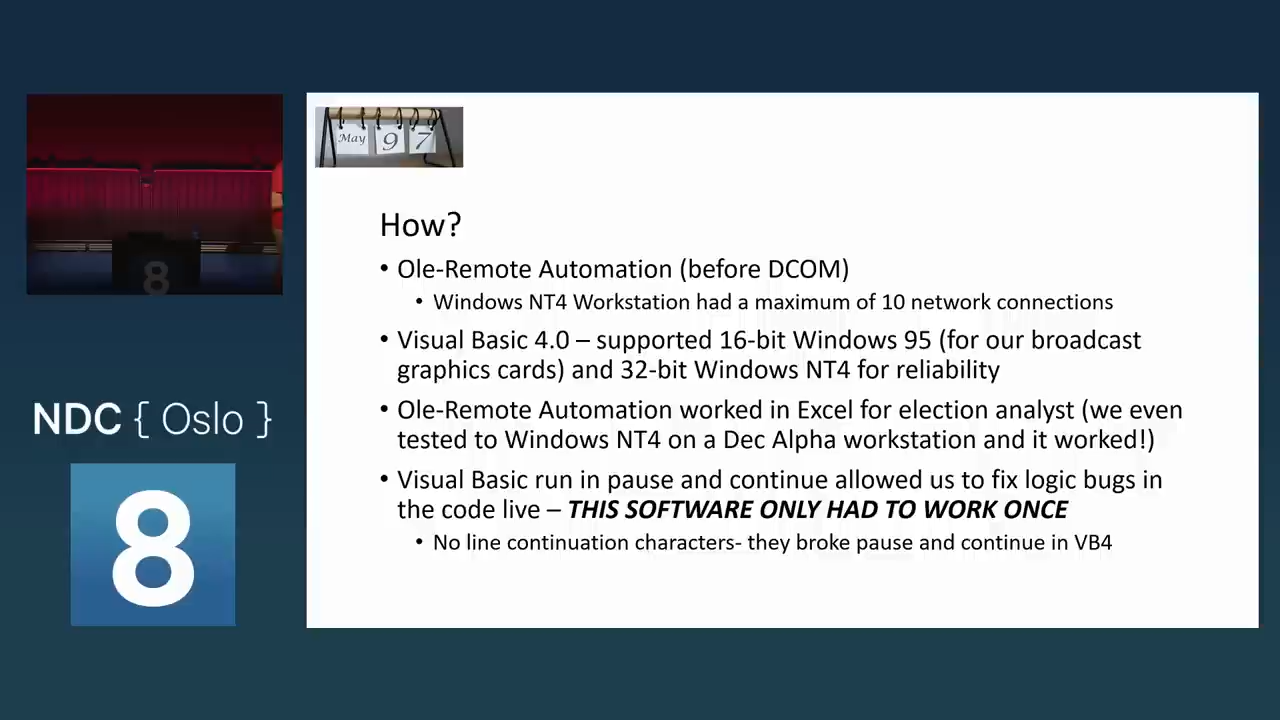 May 9 7
How?
• Ole-Remote Automation (before DCOM)
• Windows NT4 Workstation had a maximum of 10 network connections
• Visual Basic 4.0 – supported 16-bit Windows 95 (for our broadcast
graphics cards) and 32-bit Windows NT4 for reliability
• Ole-Remote Automation worked in Excel for election analyst (we even
tested to Windows NT4 on a Dec Alpha workstation and it worked!)
• Visual Basic run in pause and continue allowed us to fix logic bugs in
the code live – THIS SOFTWARE ONLY HAD TO WORK ONCE
• No line continuation characters- they broke pause and continue in VB4
8
NDC { Oslo }
8